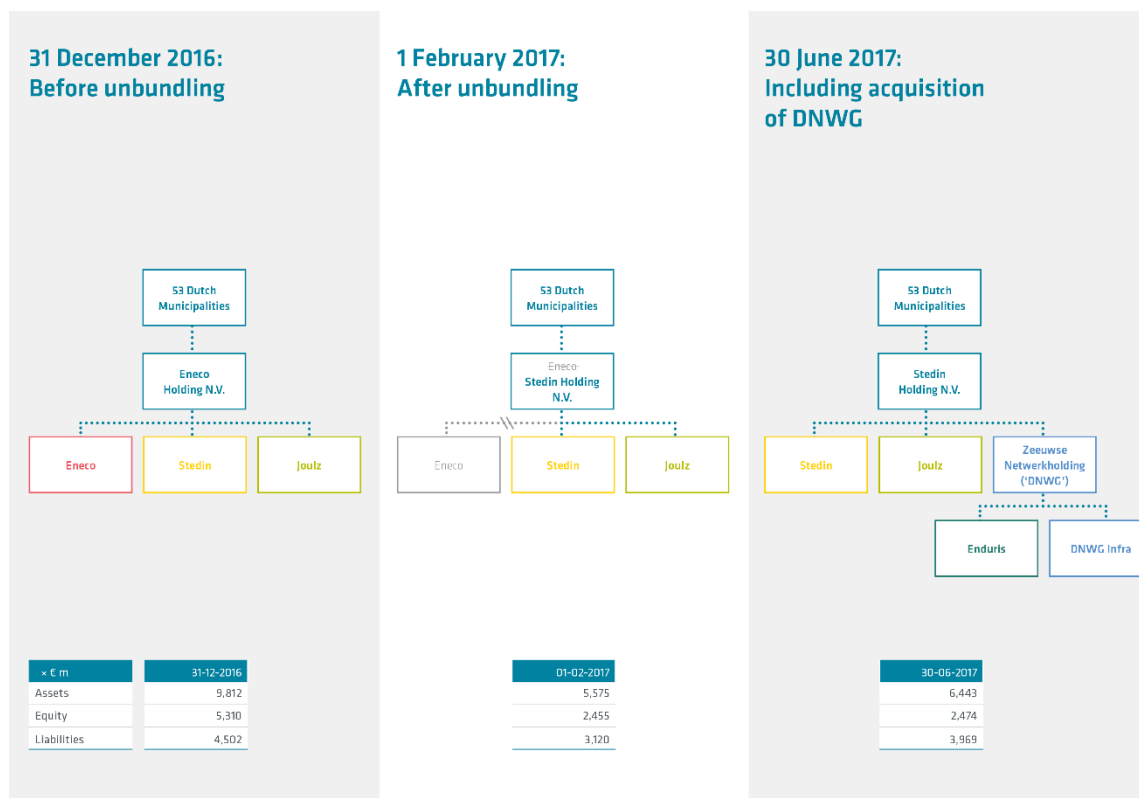 31 December 2016:
Before unbundling
1 February 2017:
After unbundling
30 June 2017:
Including acquisition
of DNWG
53 Dutch
Municipalities
Eneco
Holding N.V.
Eneco
Stedin
Joulz
53 Dutch
Municipalities
Eneco
Stedin Holding
N.V.
Eneco
Stedin
Joulz
53 Dutch
Municipalities
Stedin
Holding N.V.
Stedin
Joulz
Zeeuwse
Netwerkholding
('DNWG')
Enduris
DNWG Infra
× € m 31-12-2016
Assets 9,812
Equity 5,310
Liabilities 4,502
01-02-2017
5,575
2,455
3,120
30-06-2017
6,443
2,474
3,969